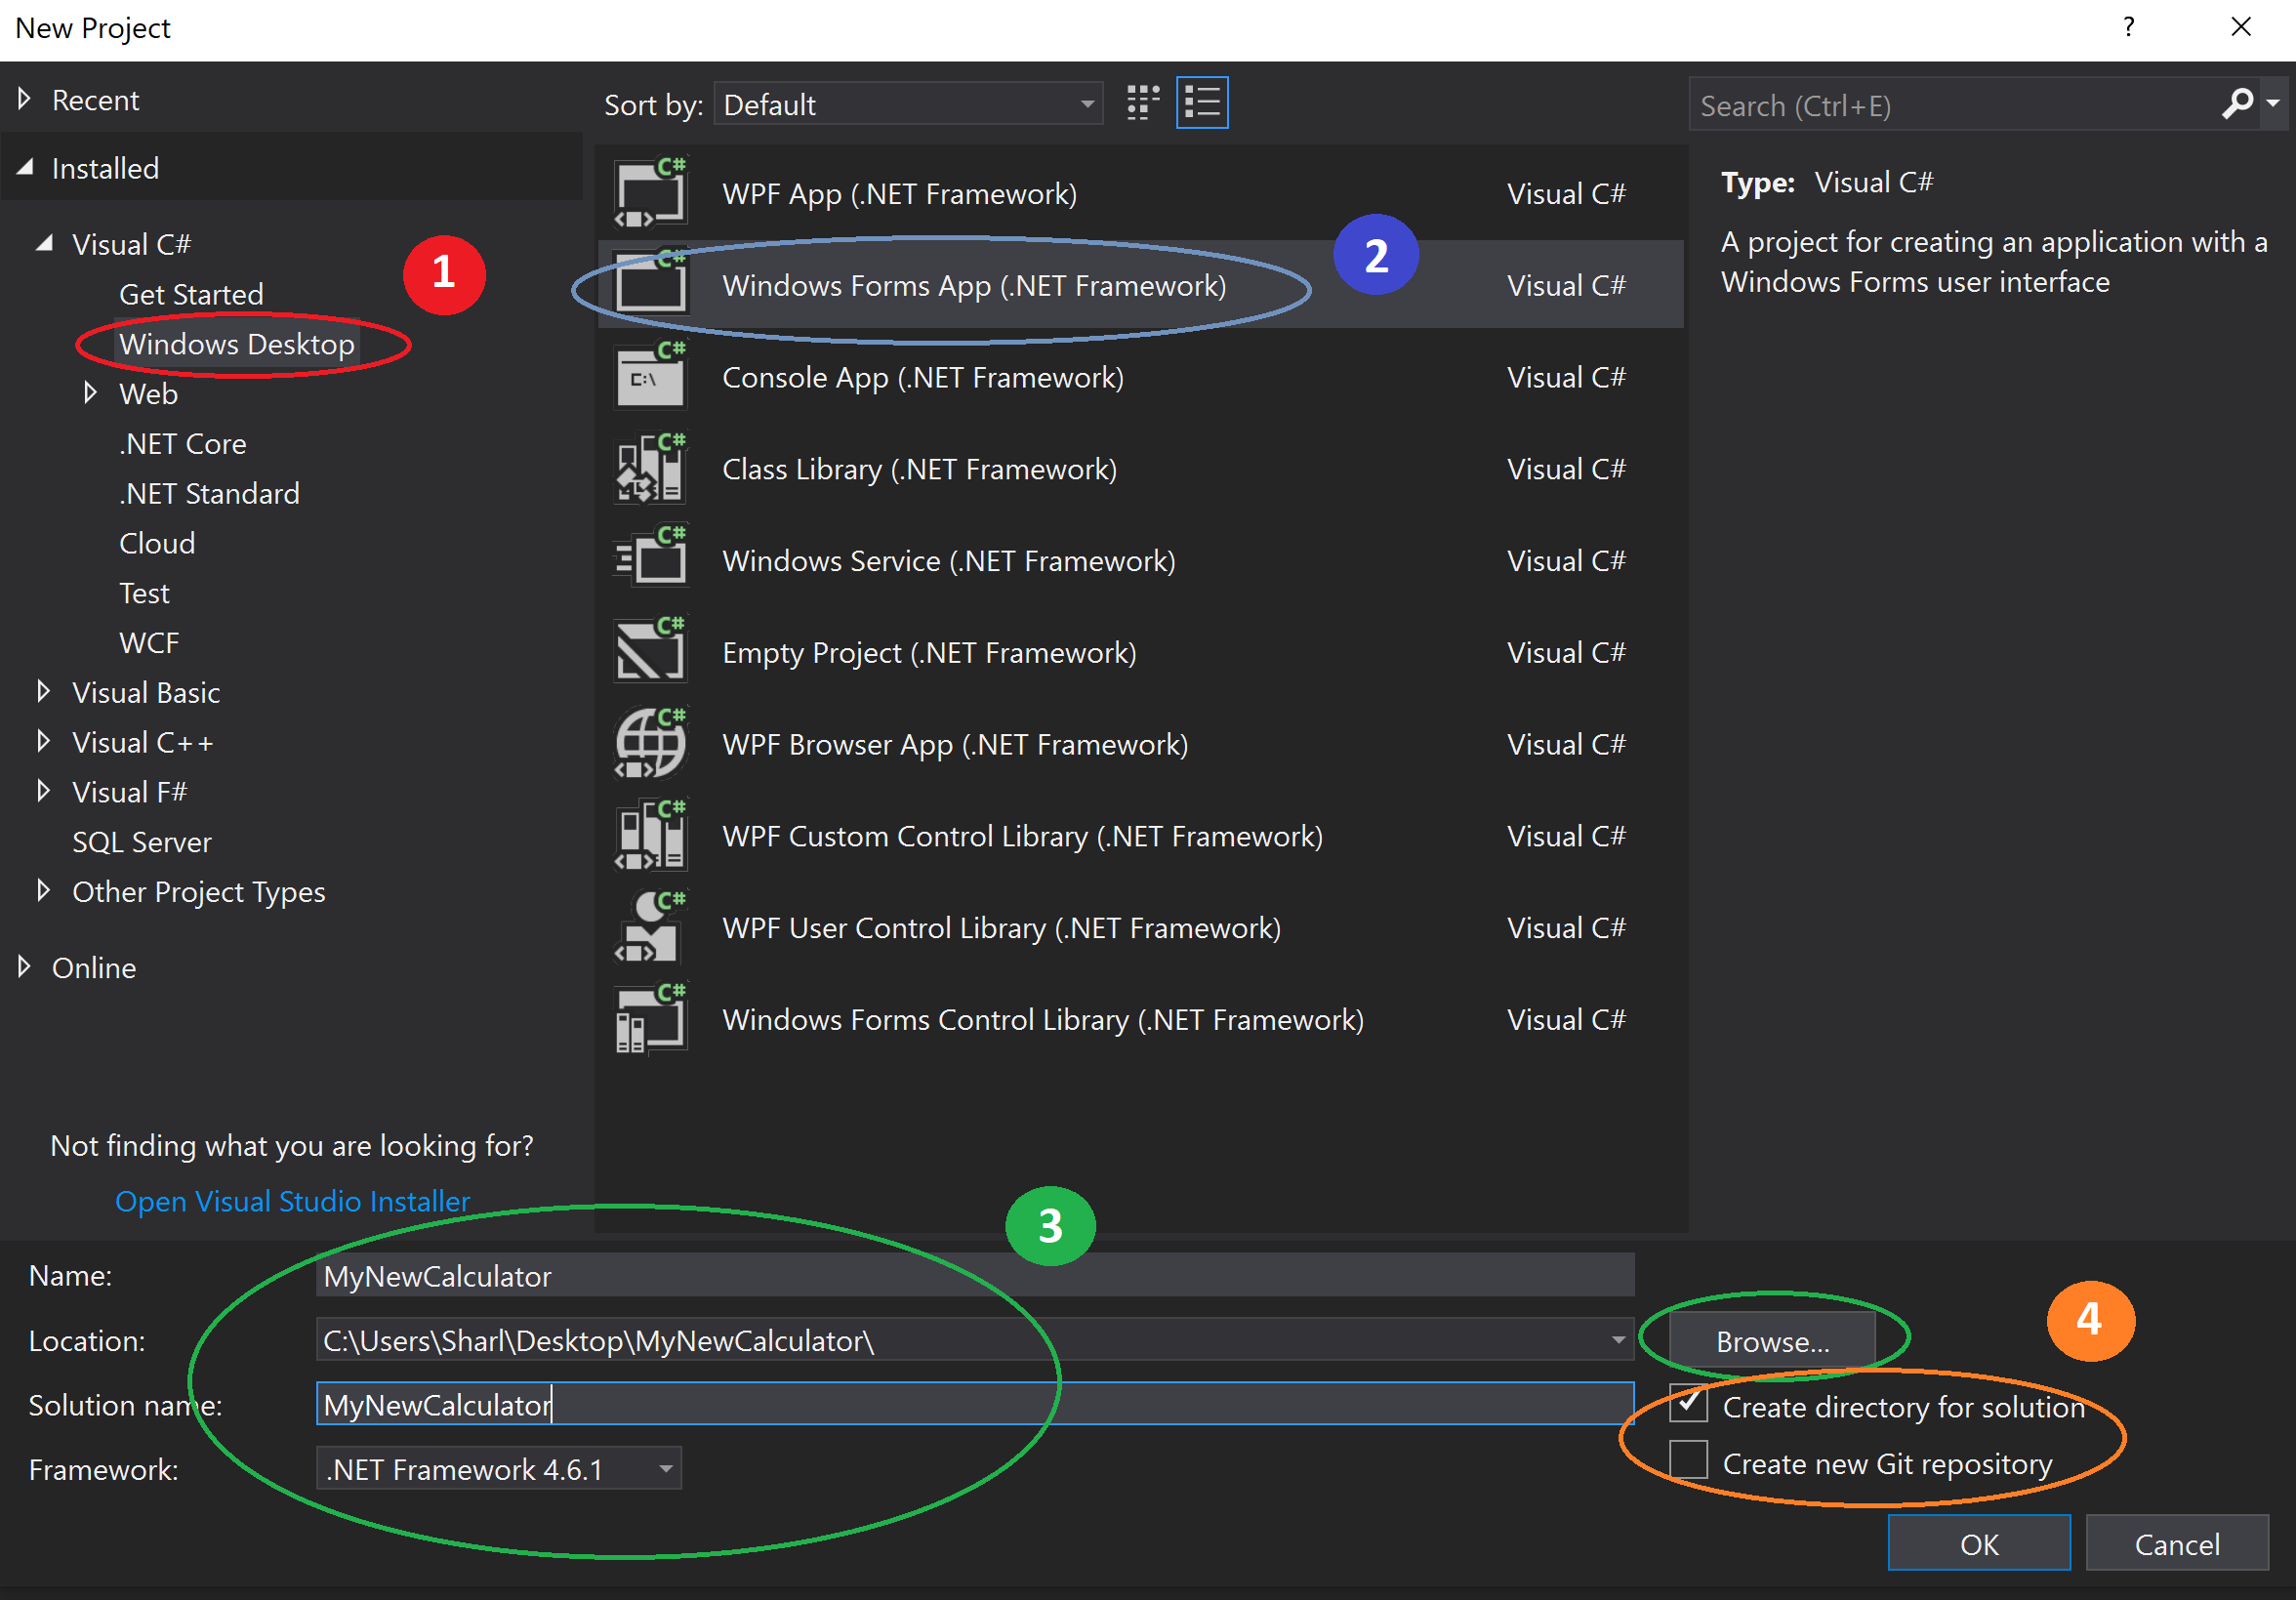 New Project
?
Recent
Installed
Visual C#
Get Started
Windows Desktop
Web
.NET Core
.NET Standard
Cloud
Test
WCF
Visual Basic
Visual C++
Visual F#
SQL Server
Other Project Types
Online
Not finding what you are looking for?
Open Visual Studio Installer
1
Sort by: Default
C# WPF App (.NET Framework) Visual C#
C# Windows Forms App (.NET Framework) Visual C#
2
C# C:\ Console App (.NET Framework) Visual C#
C# Class Library (.NET Framework) Visual C#
C# Windows Service (.NET Framework) Visual C#
C# Empty Project (.NET Framework) Visual C#
C# WPF Browser App (.NET Framework) Visual C#
C# WPF Custom Control Library (.NET Framework) Visual C#
C# WPF User Control Library (.NET Framework) Visual C#
C# Windows Forms Control Library (.NET Framework) Visual C#
Search (Ctrl+E)
Type: Visual C#
A project for creating an application with a
Windows Forms user interface
3
Name: MyNewCalculator
Location: C:\Users\Sharl\Desktop\MyNewCalculator\
Solution name: MyNewCalculator
Framework: .NET Framework 4.6.1
4
Browse...
Create directory for solution
Create new Git repository
OK Cancel